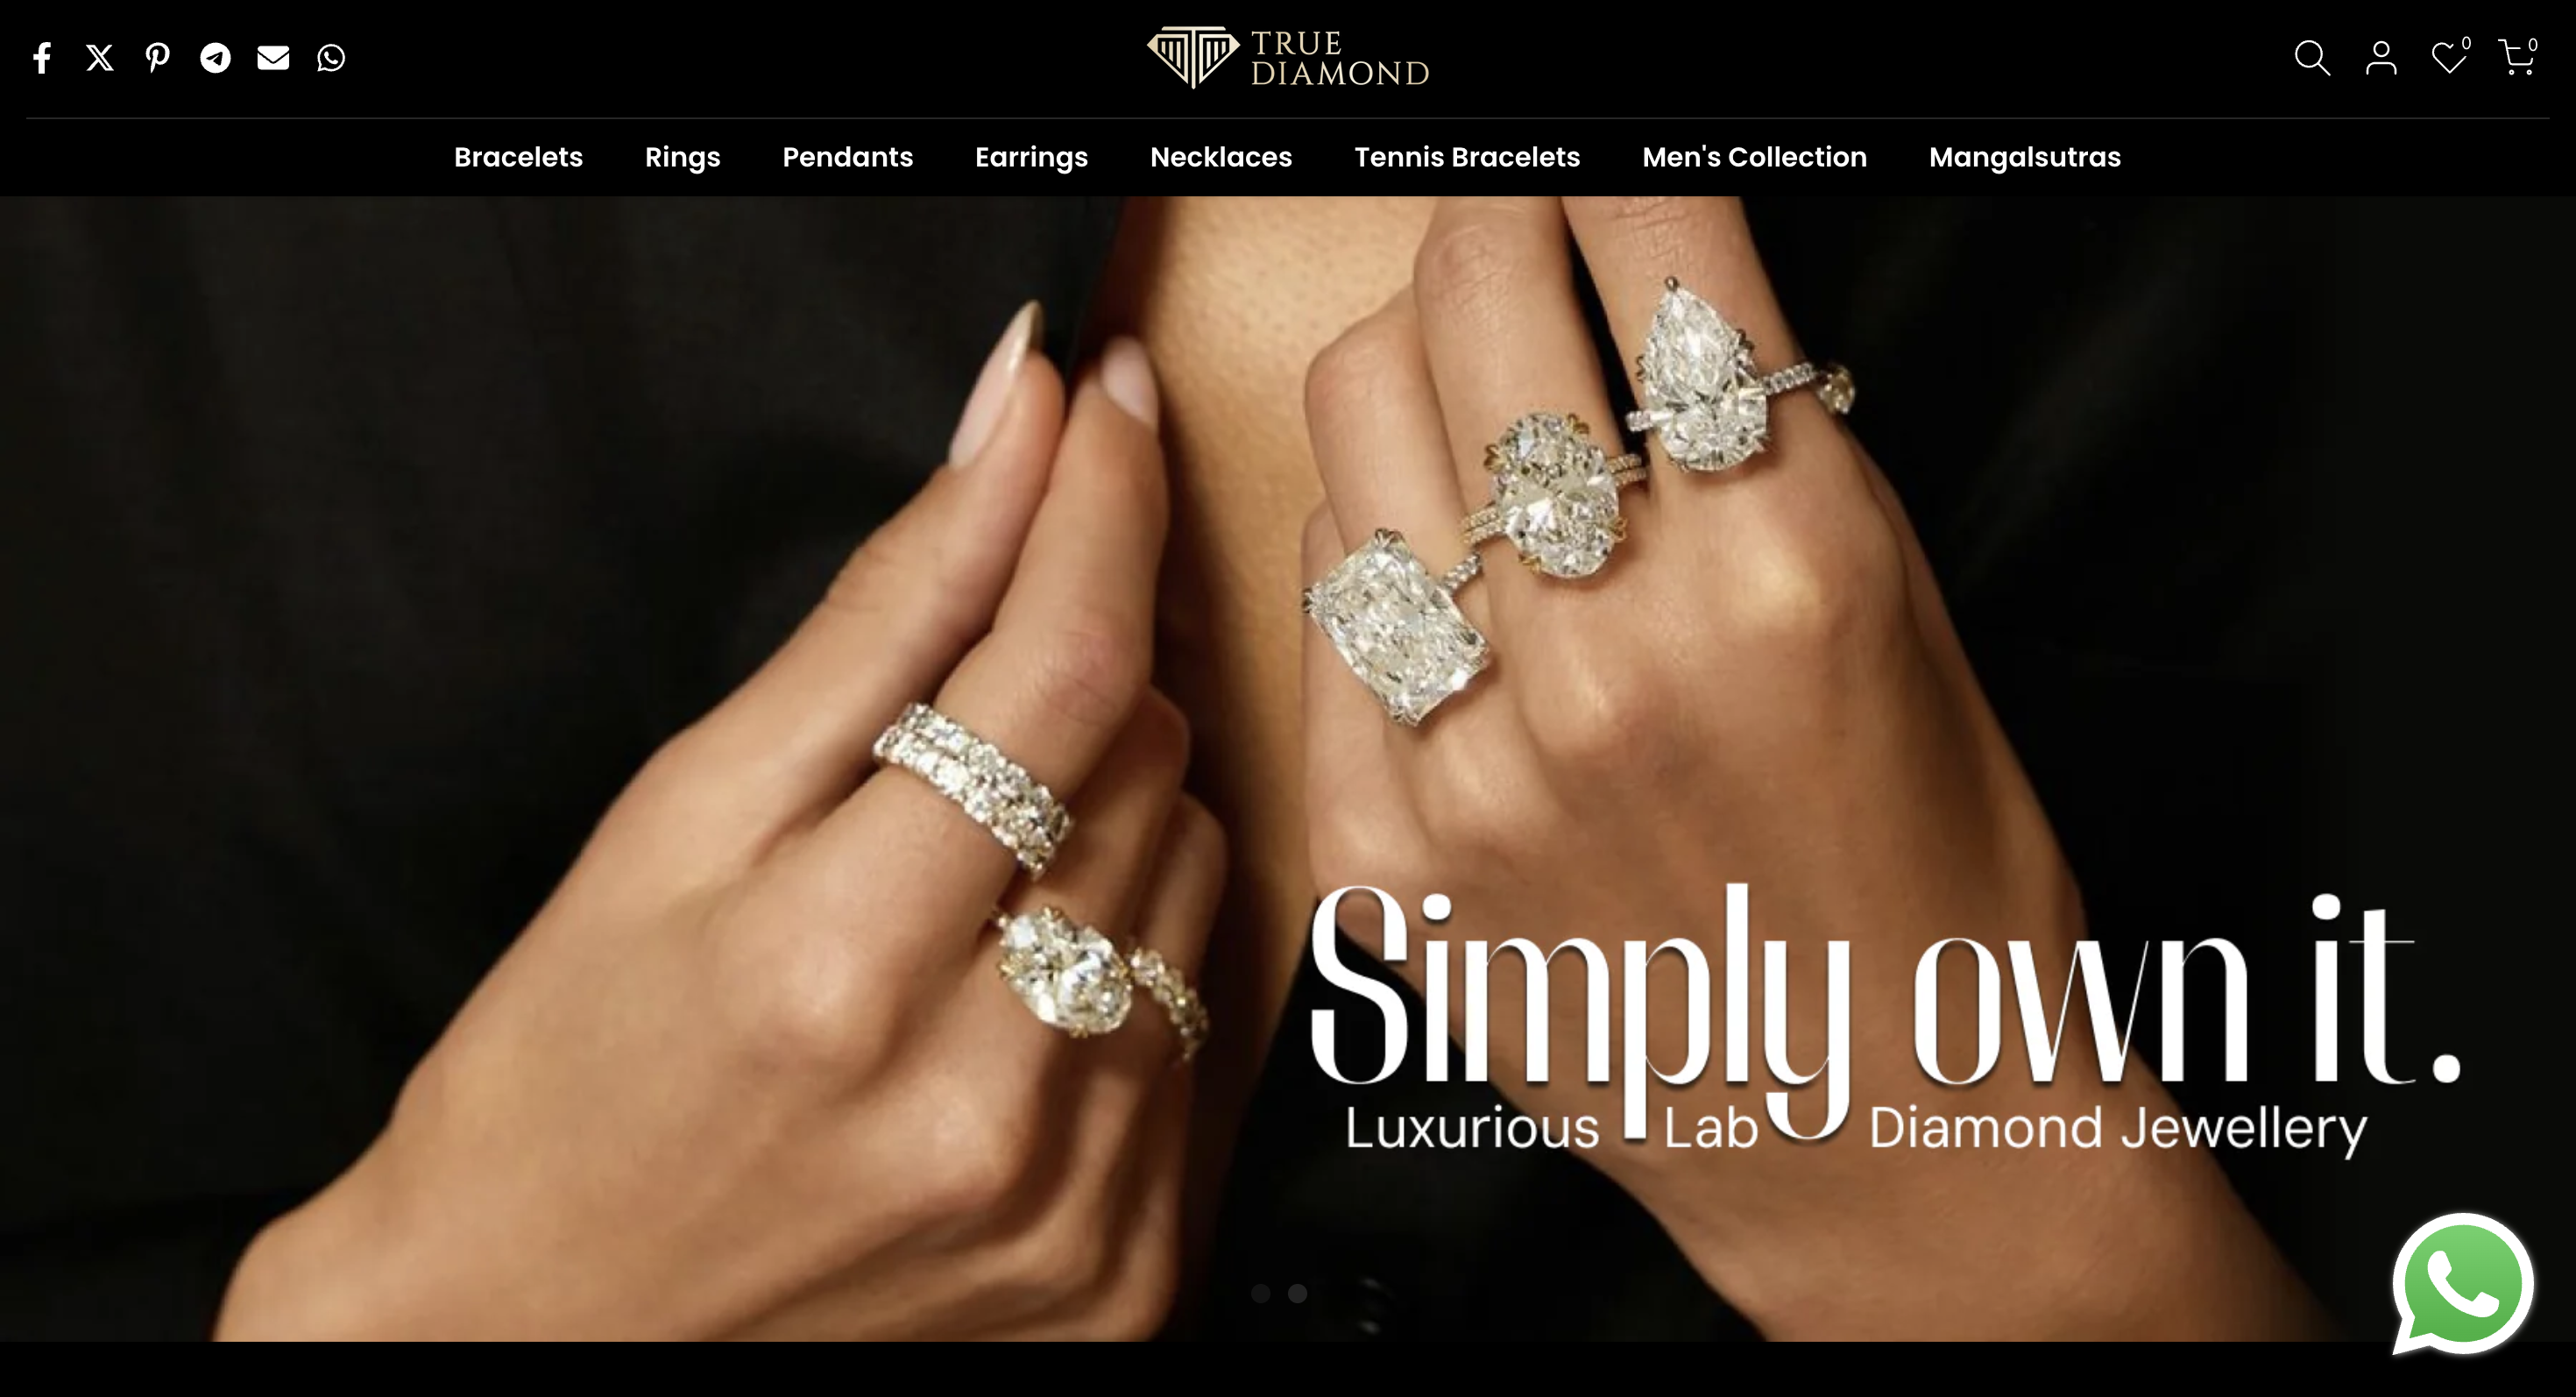 TRUE
DIAMOND
0
0
Bracelets Rings Pendants Earrings Necklaces Tennis Bracelets Men's Collection Mangalsutras
Simply own it.
Luxurious Lab Diamond Jewellery